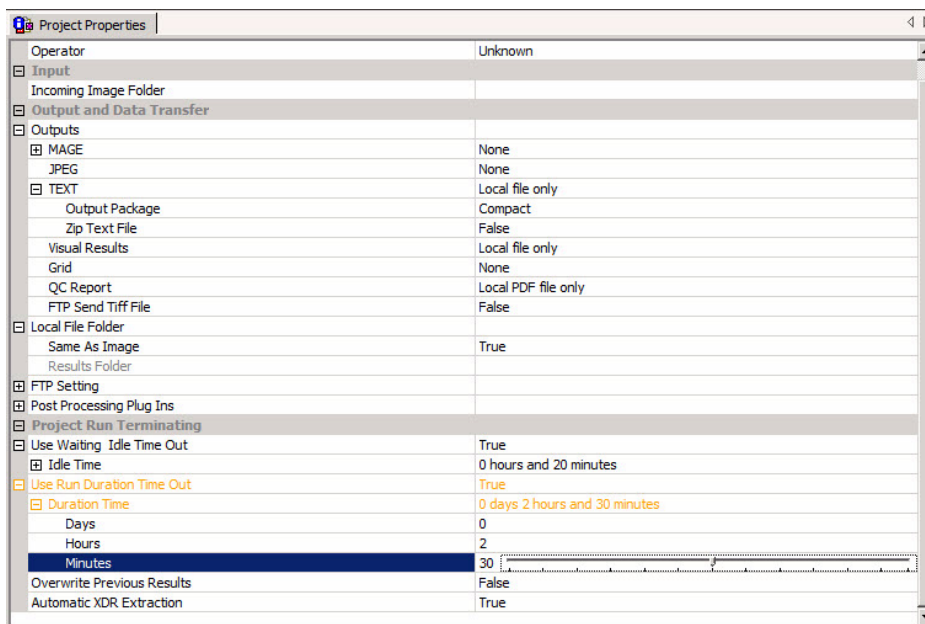 Project Properties
Operator Unknown
Input
Incoming Image Folder
Output and Data Transfer
Outputs
MAGE None
JPEG None
TEXT Local file only
Output Package Compact
Zip Text File False
Visual Results Local file only
Grid None
QC Report Local PDF file only
FTP Send Tiff File False
Local File Folder
Same As Image True
Results Folder
FTP Setting
Post Processing Plug Ins
Project Run Terminating
Use Waiting Idle Time Out True
Idle Time 0 hours and 20 minutes
Use Run Duration Time Out True
Duration Time 0 days 2 hours and 30 minutes
Days 0
Hours 2
Minutes 30
Overwrite Previous Results False
Automatic XDR Extraction True